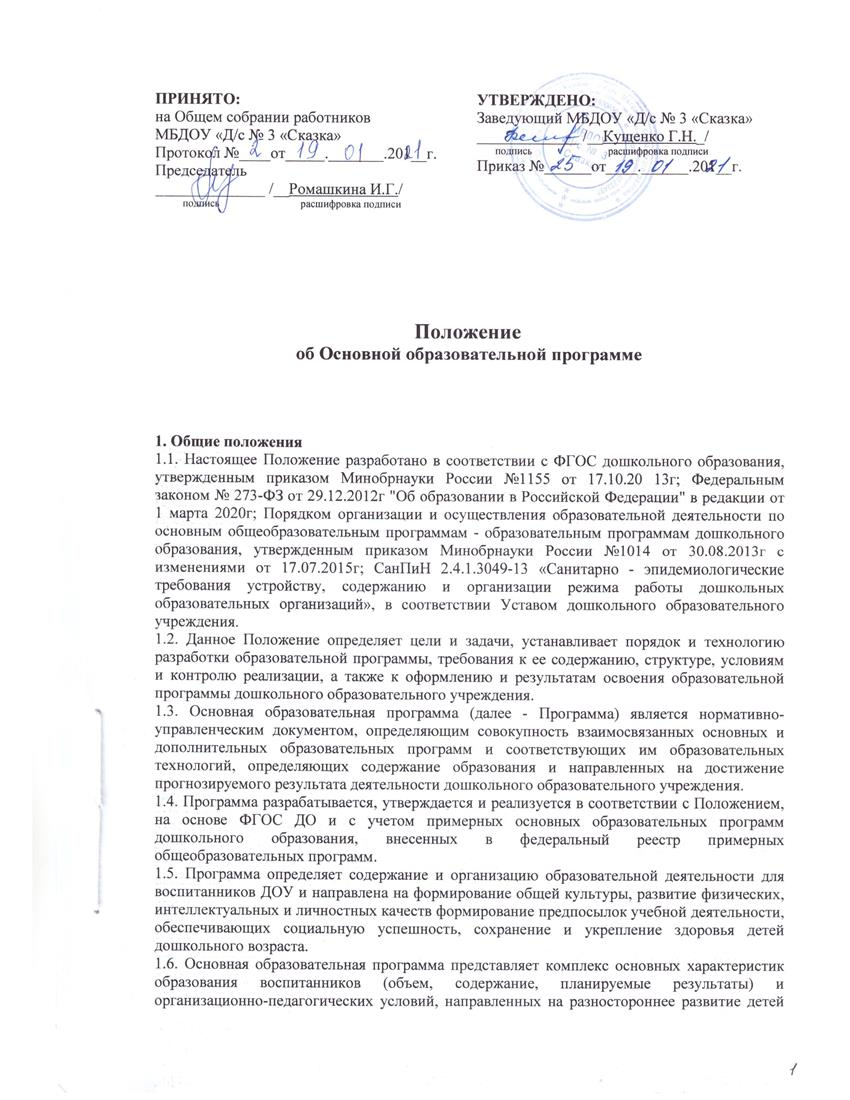 ПРИНЯТО:
на Общем собрании работников
МБДОУ «Д/с № 3 «Сказка»
Протокол № 2 от 19 . 01 .2021 г.
Председатель
/ Ромашкина И.Г./
подпись расшифровка подписи
УТВЕРЖДЕНО:
Заведующий МБДОУ «Д/с № 3 «Сказка»
/ Кущенко Г.Н. /
подпись расшифровка подписи
Приказ № 25 от 19 . 01 .2021 г.
Положение
об Основной образовательной программе
1. Общие положения
1.1. Настоящее Положение разработано в соответствии с ФГОС дошкольного образования,
утвержденным приказом Минобрнауки России №1155 от 17.10.20 13г; Федеральным
законом № 273-ФЗ от 29.12.2012г "Об образовании в Российской Федерации" в редакции от
1 марта 2020г; Порядком организации и осуществления образовательной деятельности по
основным общеобразовательным программам - образовательным программам дошкольного
образования, утвержденным приказом Минобрнауки России №1014 от 30.08.2013г с
изменениями от 17.07.2015г; СанПиН 2.4.1.3049-13 «Санитарно - эпидемиологические
требования устройству, содержанию и организации режима работы дошкольных
образовательных организаций», в соответствии Уставом дошкольного образовательного
учреждения.
1.2. Данное Положение определяет цели и задачи, устанавливает порядок и технологию
разработки образовательной программы, требования к ее содержанию, структуре, условиям
и контролю реализации, а также к оформлению и результатам освоения образовательной
программы дошкольного образовательного учреждения.
1.3. Основная образовательная программа (далее - Программа) является нормативно-
управленческим документом, определяющим совокупность взаимосвязанных основных и
дополнительных образовательных программ и соответствующих им образовательных
технологий, определяющих содержание образования и направленных на достижение
прогнозируемого результата деятельности дошкольного образовательного учреждения.
1.4. Программа разрабатывается, утверждается и реализуется в соответствии с Положением,
на основе ФГОС ДО и с учетом примерных основных образовательных программ
дошкольного образования, внесенных в федеральный реестр примерных
общеобразовательных программ.
1.5. Программа определяет содержание и организацию образовательной деятельности для
воспитанников ДОУ и направлена на формирование общей культуры, развитие физических,
интеллектуальных и личностных качеств формирование предпосылок учебной деятельности,
обеспечивающих социальную успешность, сохранение и укрепление здоровья детей
дошкольного возраста.
1.6. Основная образовательная программа представляет комплекс основных характеристик
образования воспитанников (объем, содержание, планируемые результаты) и
организационно-педагогических условий, направленных на разностороннее развитие детей
1